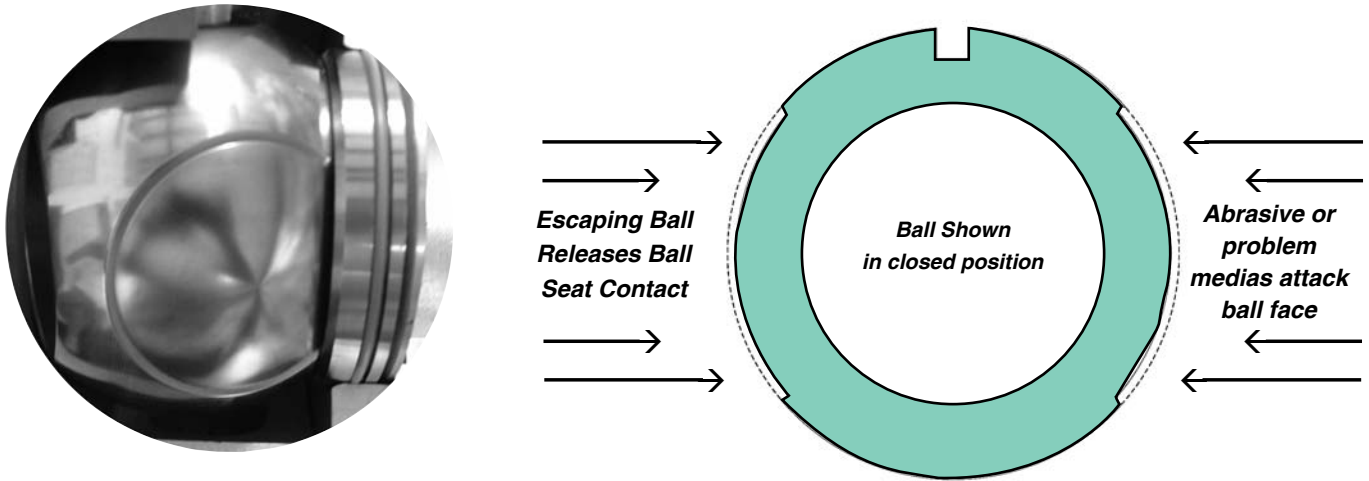 Escaping Ball
Releases Ball
Seat Contact
Ball Shown
in closed position
Abrasive or
problem
medias attack
ball face